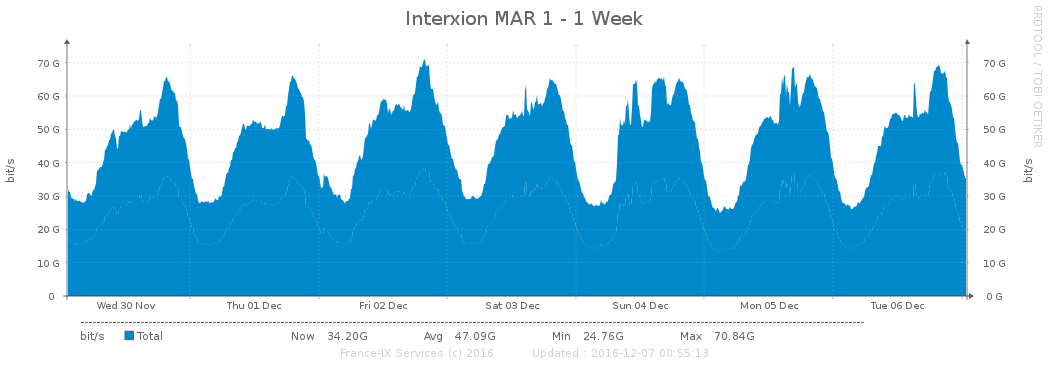 Interxion MAR 1 - 1 Week
RRDTOOL / TOBI OETIKER
bit/s
70 G 70 G
60 G 60 G
50 G 50 G
40 G 40 G
30 G 30 G
20 G 20 G
10 G 10 G
0 0 G
bit/s
Wed 30 Nov Thu 01 Dec Fri 02 Dec Sat 03 Dec Sun 04 Dec Mon 05 Dec Tue 06 Dec
bit/s Total Now 34.20G Avg 47.09G Min 24.76G Max 70.84G
France-IX Services (c) 2016 Updated : 2016-12-07 00:55:13